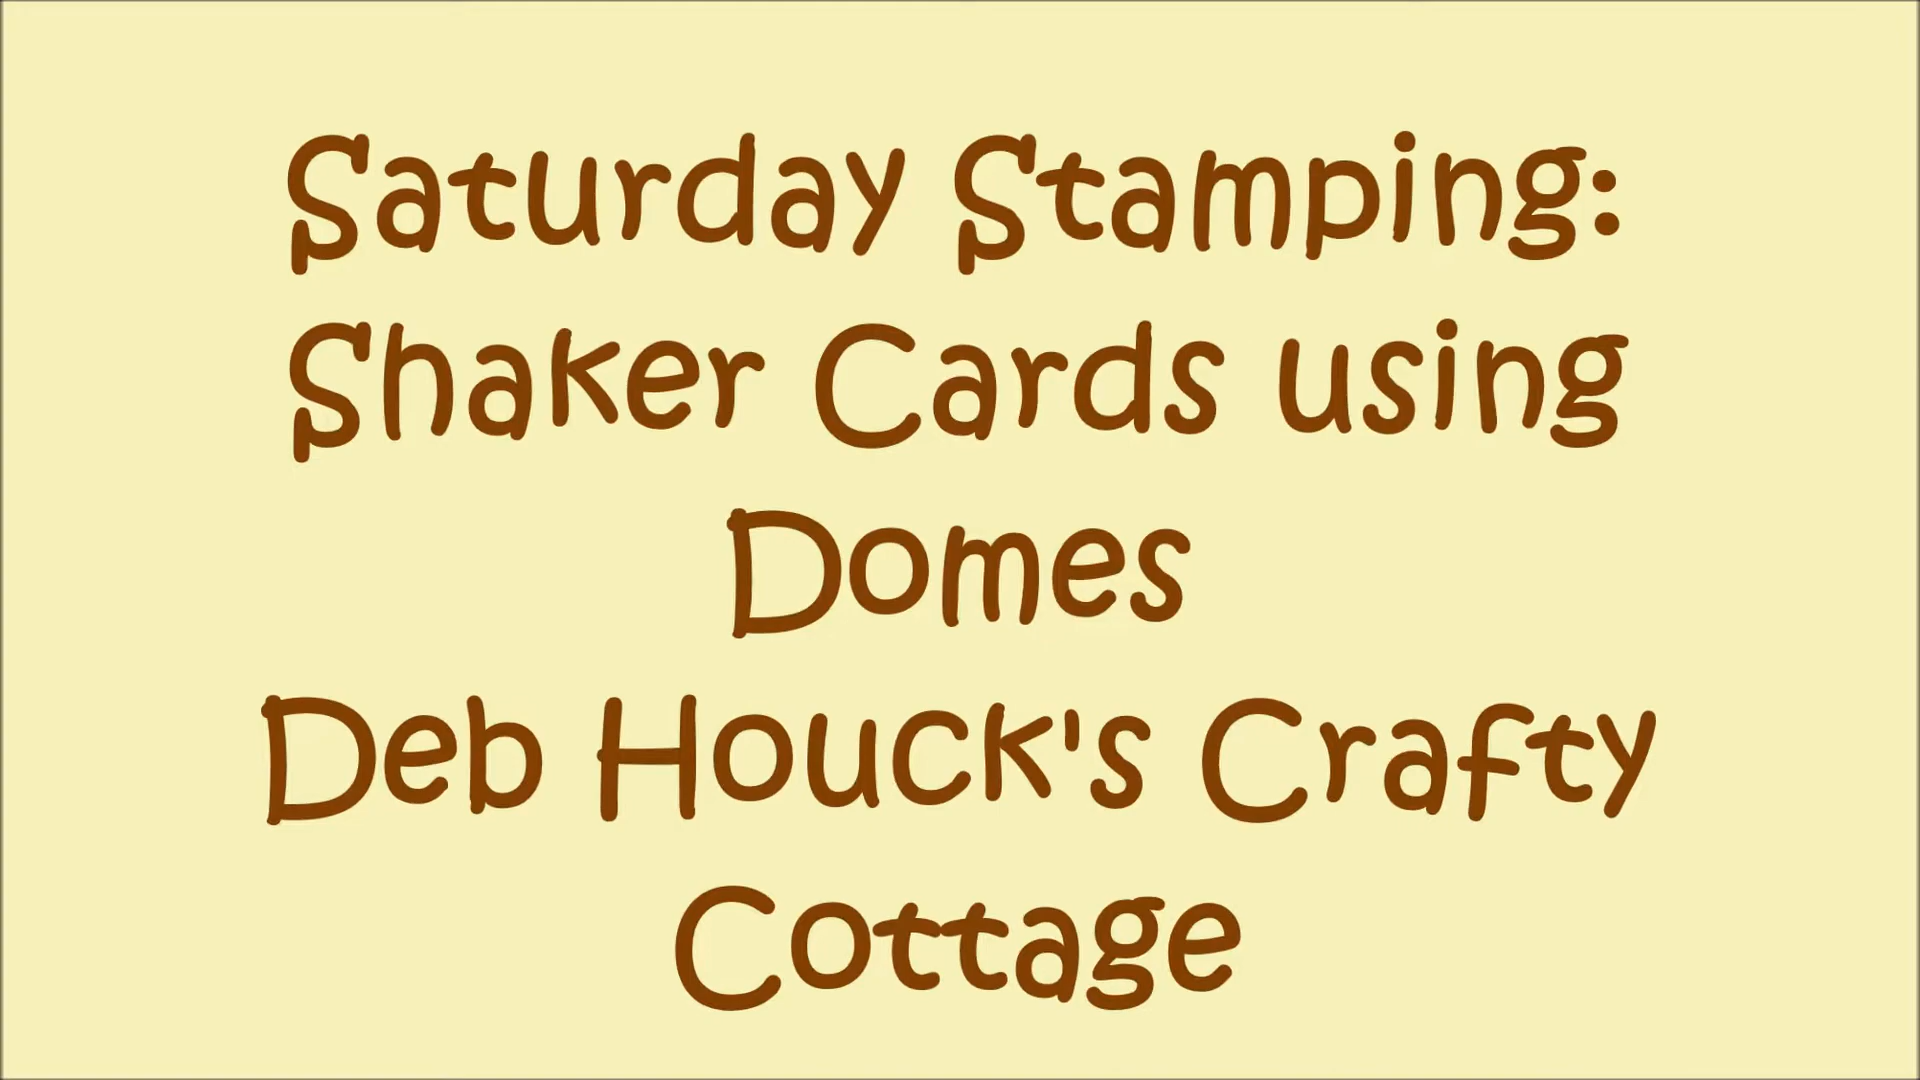 Saturday Stamping:
Shaker Cards using
Domes
Deb Houck's Crafty
Cottage